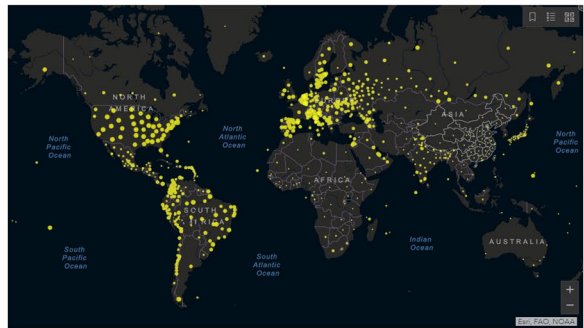 NORTH
AMERICA
North
Pacific
Ocean
North
Atlantic
Ocean
ASIA
North
Pacific
Ocean
AFRICA
SOUTH
South
Pacific
Ocean
South
Atlantic
Ocean
Indian
Ocean
AUSTRALIA
+
−
Esri, FAO, NOAA